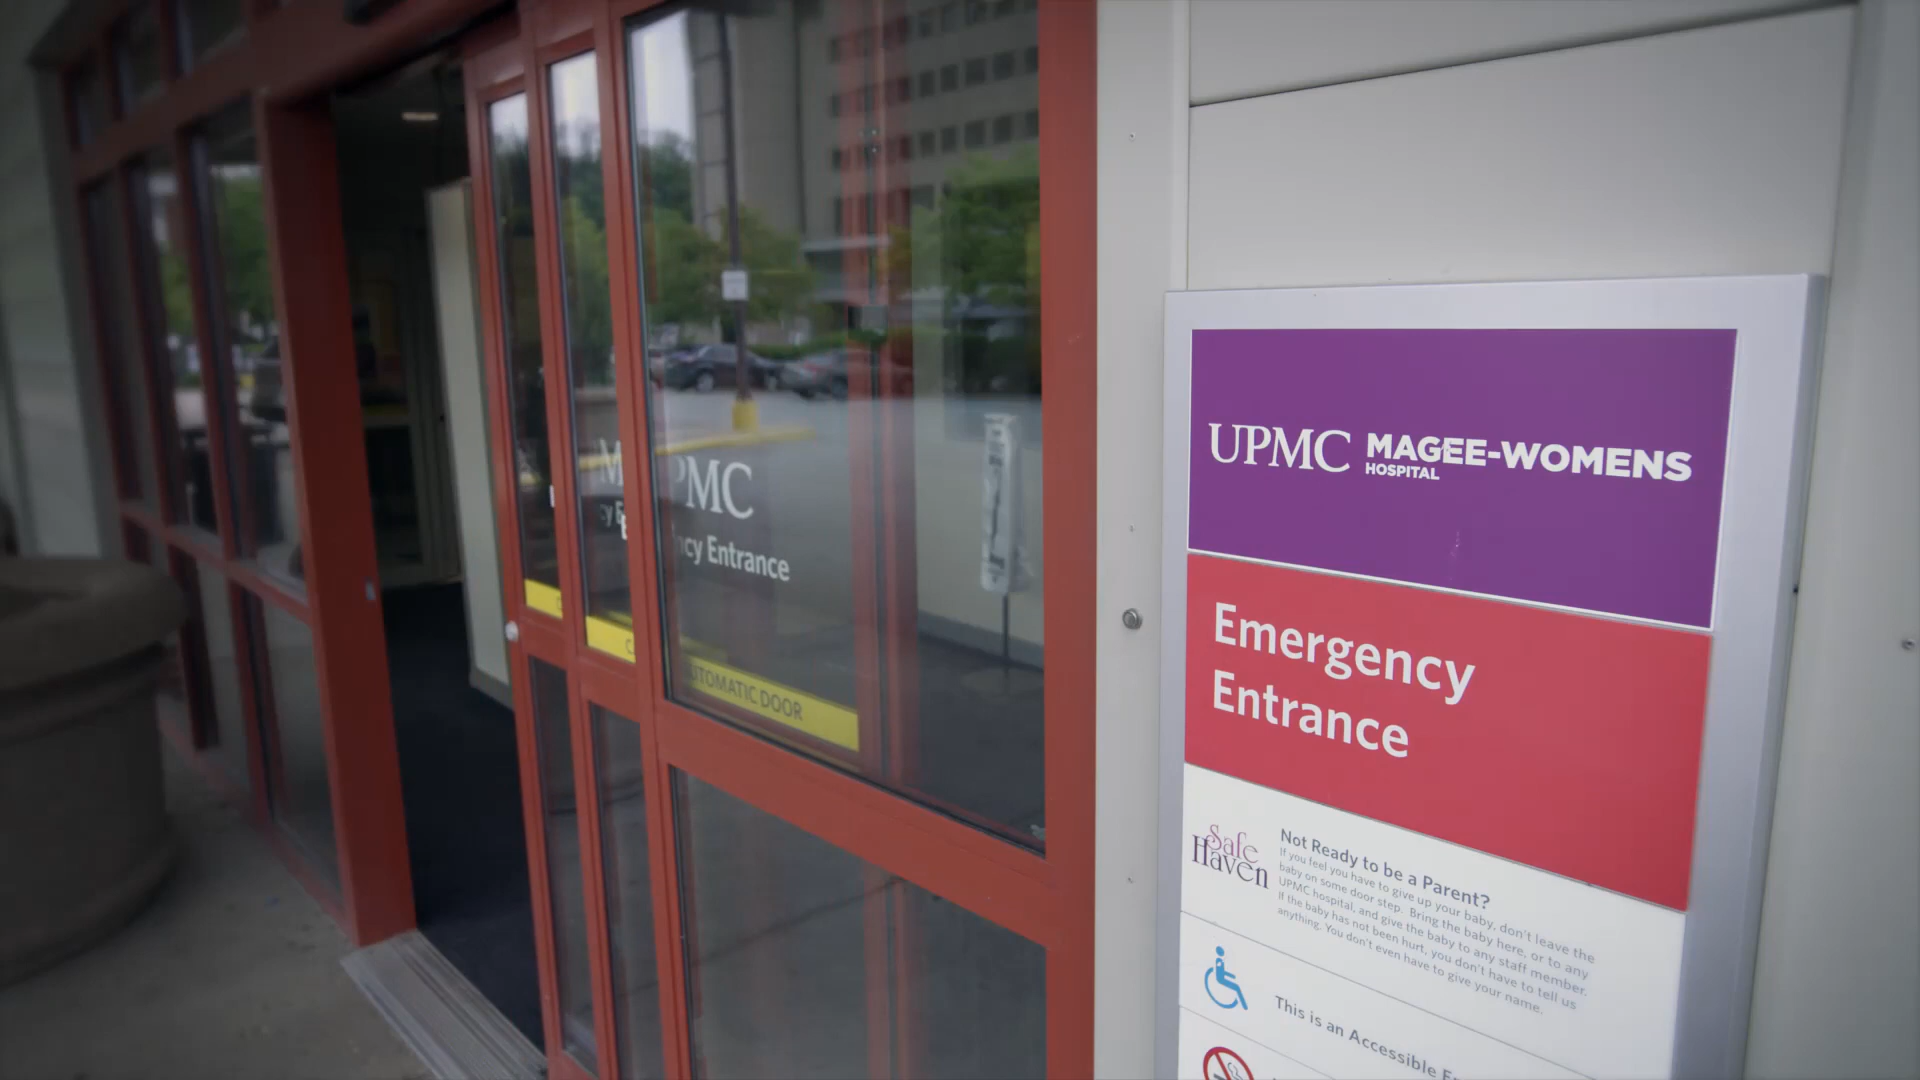 UPMC MAGEE-WOMENS
HOSPITAL
Emergency
Entrance
Safe
Haven
Not Ready to be a Parent?
If you feel you have to give up your baby, don't leave the
baby on some door step. Bring the baby here, or to any
UPMC hospital, and give the baby to any staff member.
If the baby has not been hurt, you don't have to tell us
anything. You don't even have to give your name.
This is an Accessible
PMC
ncy Entrance
UTOMATIC DOOR